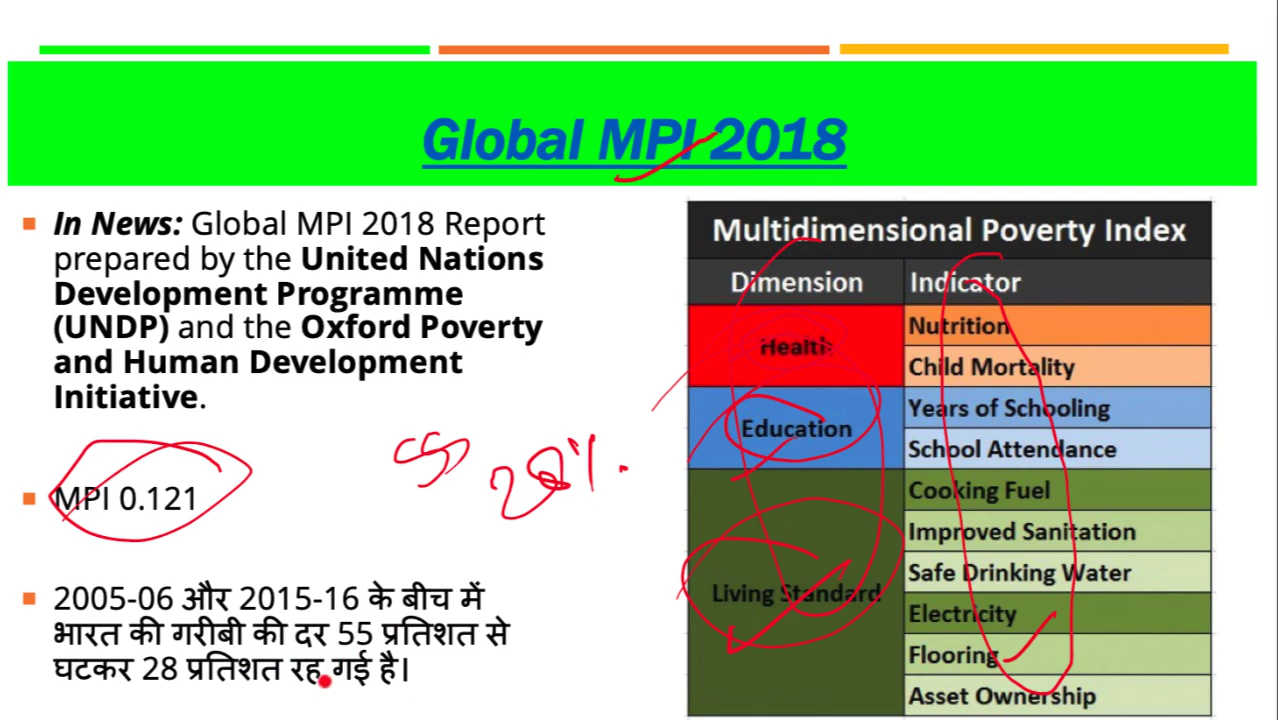 Global MPI 2018
In News: Global MPI 2018 Report
prepared by the United Nations
Development Programme
(UNDP) and the Oxford Poverty
and Human Development
Initiative.
55 28%.
MPI 0.121
2005-06 और 2015-16 के बीच में
भारत की गरीबी की दर 55 प्रतिशत से
घटकर 28 प्रतिशत रह गई है।
Multidimensional Poverty Index
Dimension Indicator
Health
Nutrition
Child Mortality
Education
Years of Schooling
School Attendance
Living Standard
Cooking Fuel
Improved Sanitation
Safe Drinking Water
Electricity
Flooring
Asset Ownership